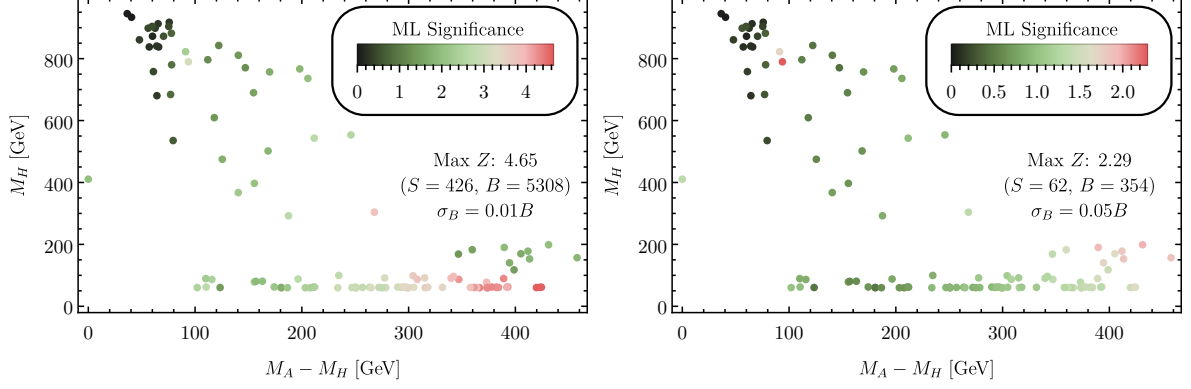 ML Significance
0 1 2 3 4
Max Z: 4.65
(S = 426, B = 5308)
σ_B = 0.01B
800
600
400
200
0
M_H [GeV]
0 100 200 300 400
M_A − M_H [GeV]
ML Significance
0 0.5 1.0 1.5 2.0
Max Z: 2.29
(S = 62, B = 354)
σ_B = 0.05B
800
600
400
200
0
M_H [GeV]
0 100 200 300 400
M_A − M_H [GeV]